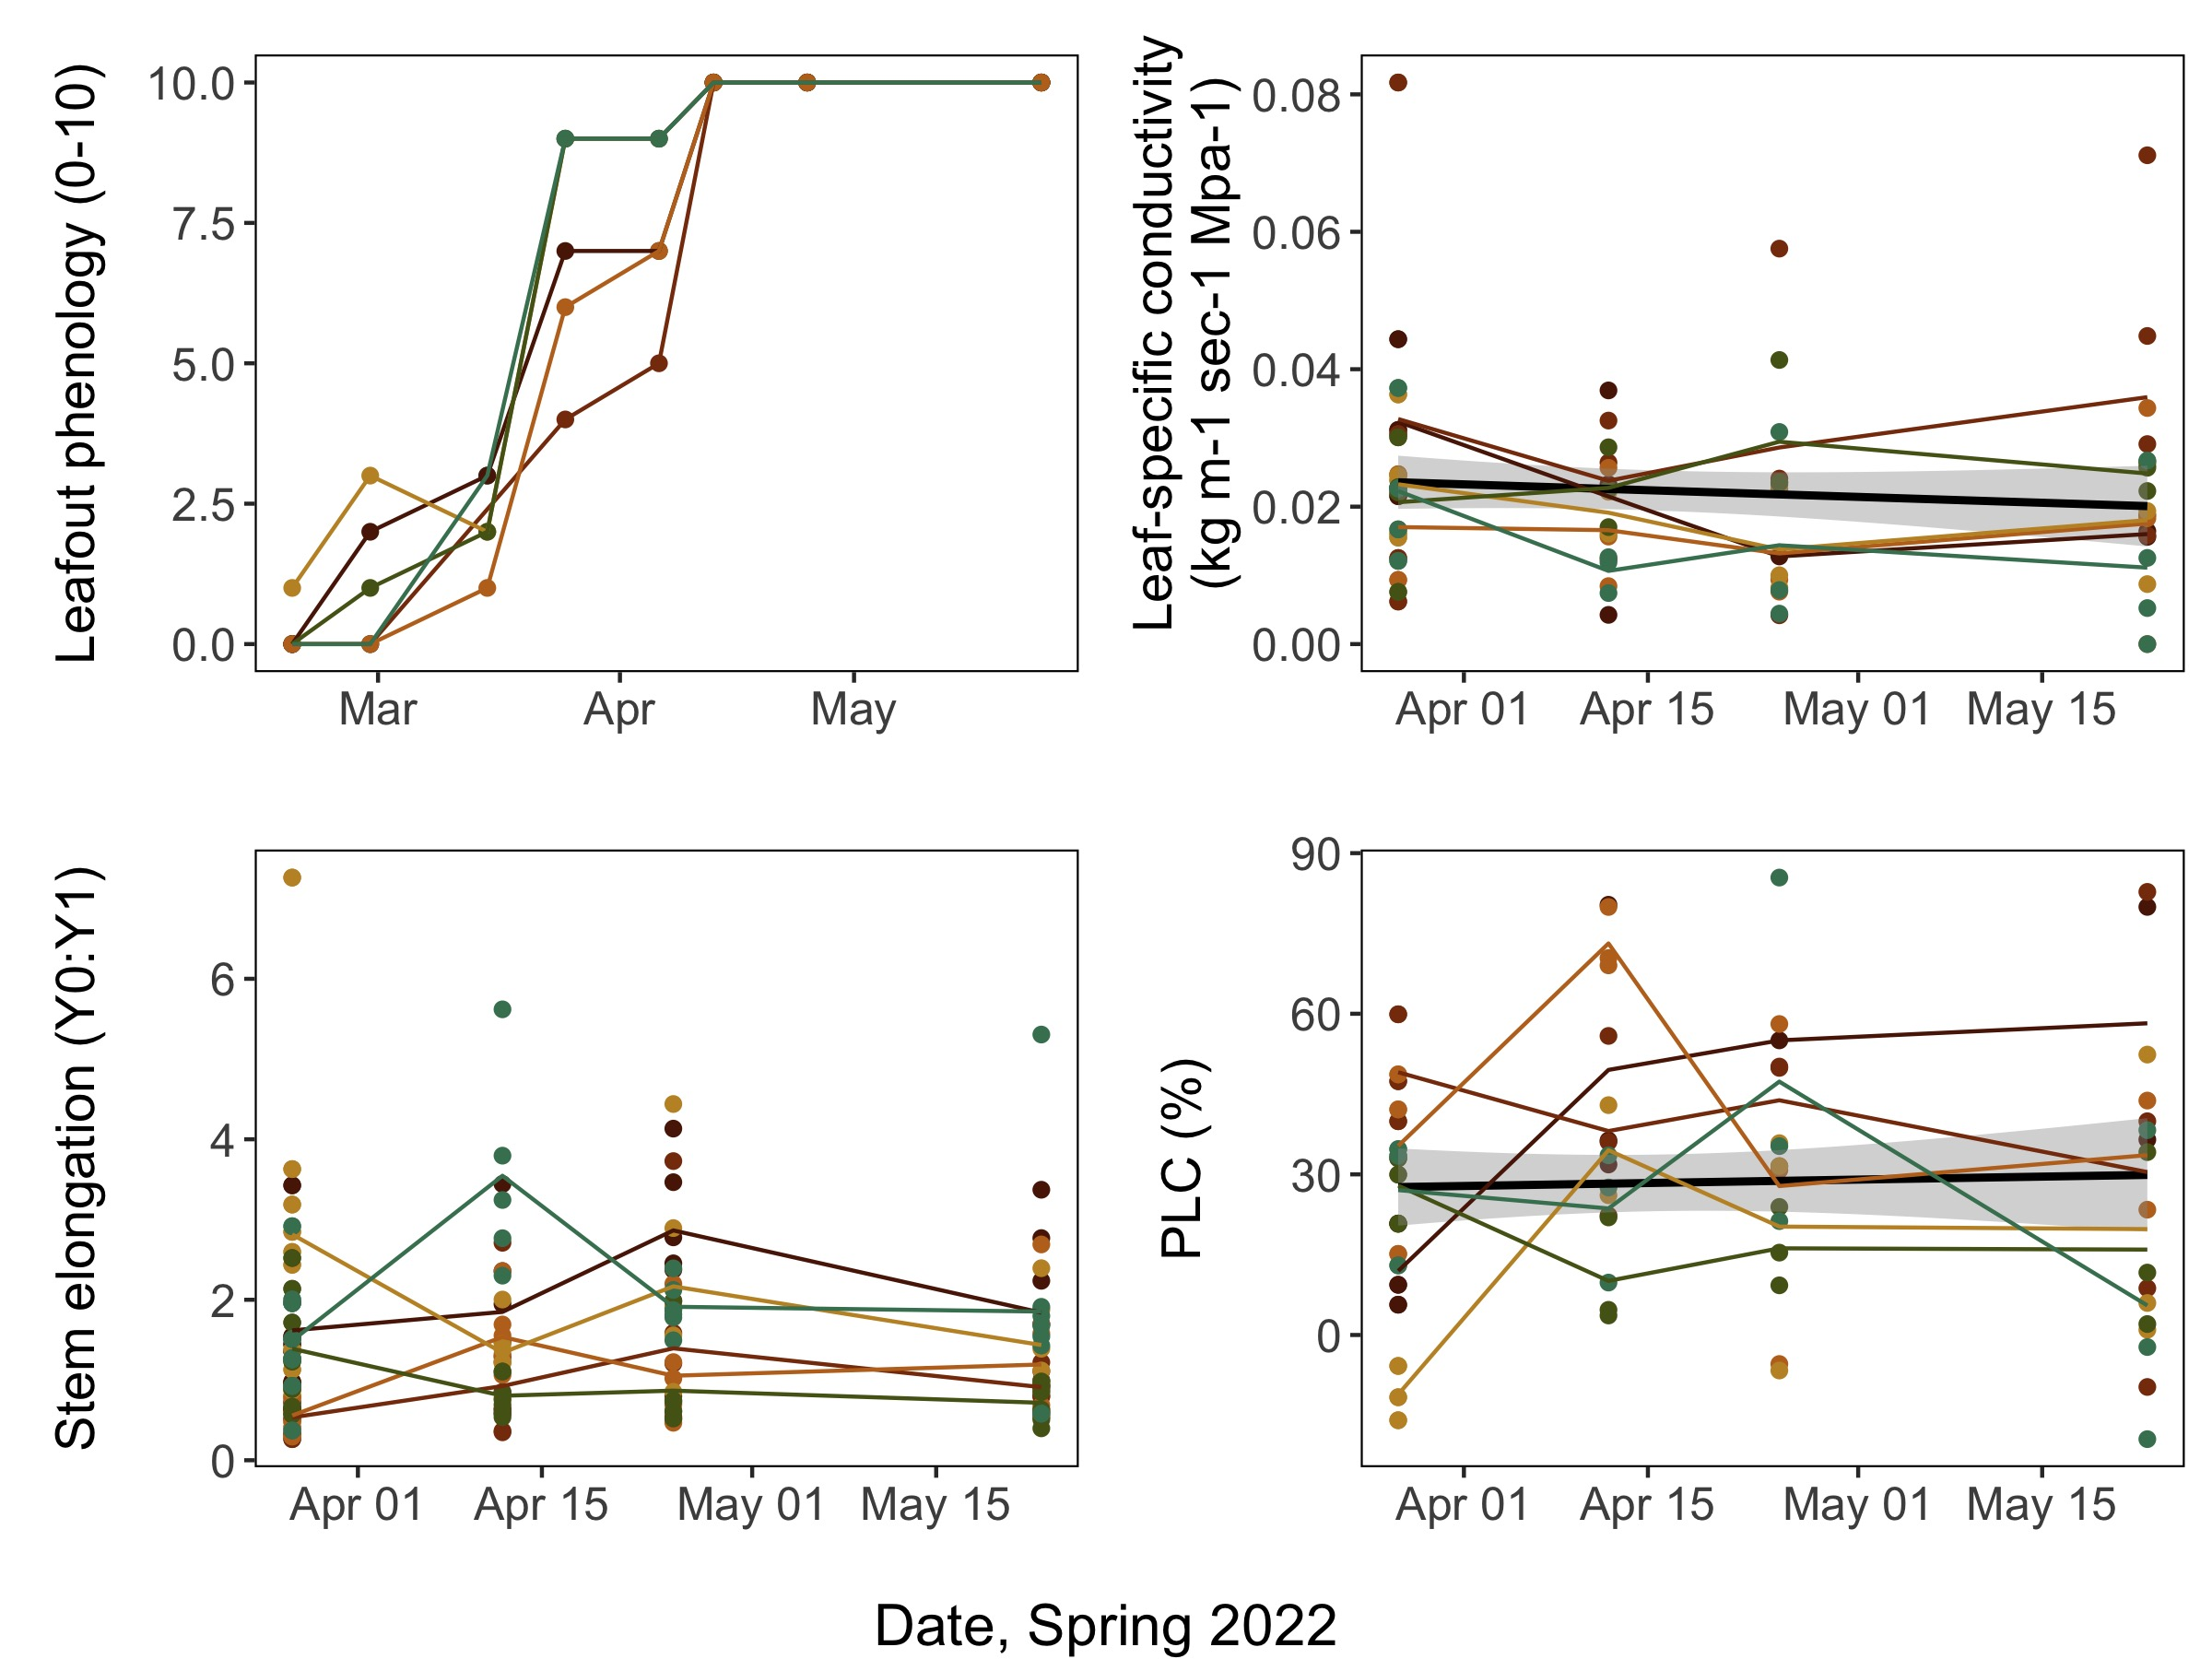 Leafout phenology (0-10)
10.0
7.5
5.0
2.5
0.0
Mar
Apr
May
Leaf-specific conductivity
(kg m-1 sec-1 Mpa-1)
0.08
0.06
0.04
0.02
0.00
Apr 01
Apr 15
May 01
May 15
Stem elongation (Y0:Y1)
6
4
2
0
Apr 01
Apr 15
May 01
May 15
PLC (%)
90
60
30
0
Apr 01
Apr 15
May 01
May 15
Date, Spring 2022